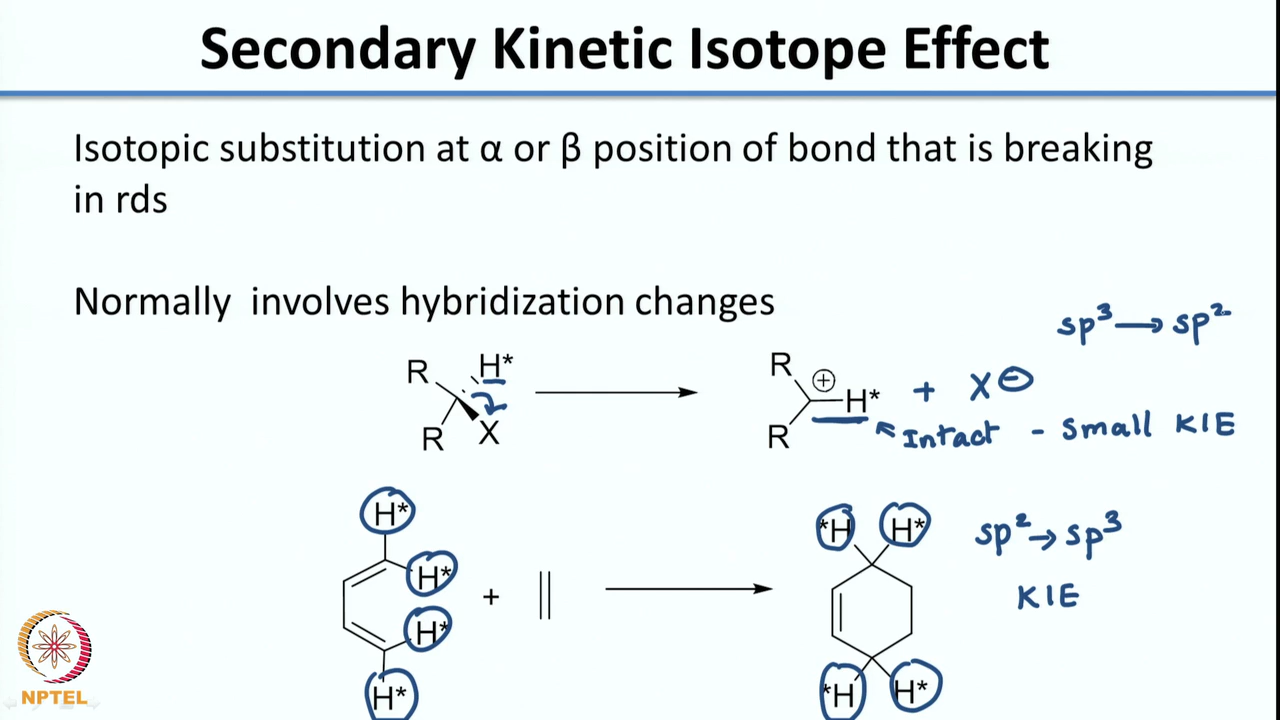 Secondary Kinetic Isotope Effect
Isotopic substitution at α or β position of bond that is breaking
in rds
Normally involves hybridization changes
sp³ → sp²
R H*
R X
R ⊕ H* + X⊖
R
Intact - Small KIE
H*
H*
H*
H*
+
*H H*
*H H*
sp² → sp³
KIE
NPTEL